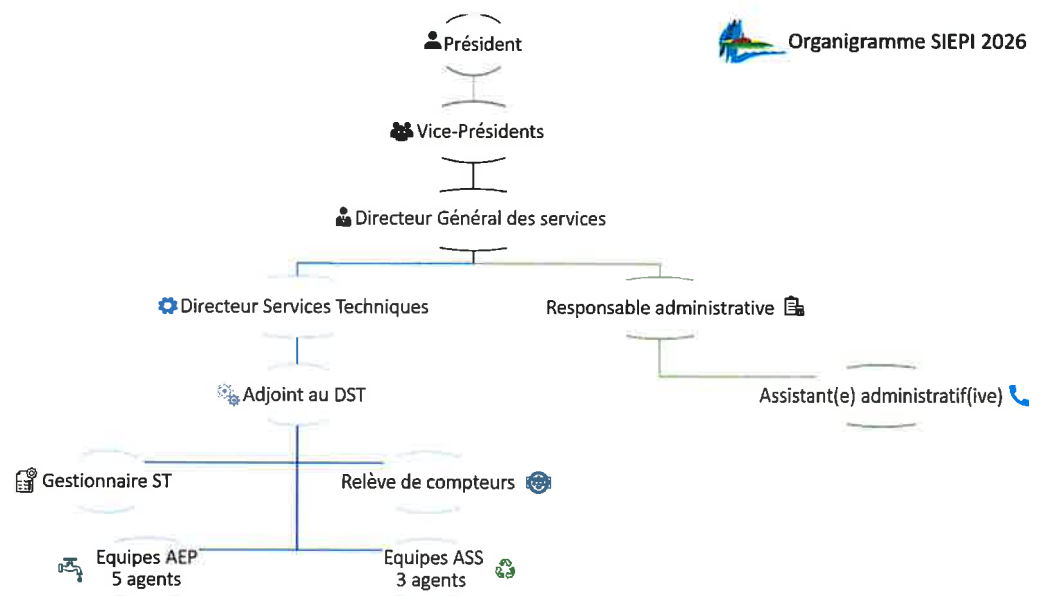 Organigramme SIEPI 2026
Président
Vice-Présidents
Directeur Général des services
Directeur Services Techniques
Responsable administrative
Adjoint au DST
Assistant(e) administratif(ive)
Gestionnaire ST
Relève de compteurs
Equipes AEP
5 agents
Equipes ASS
3 agents